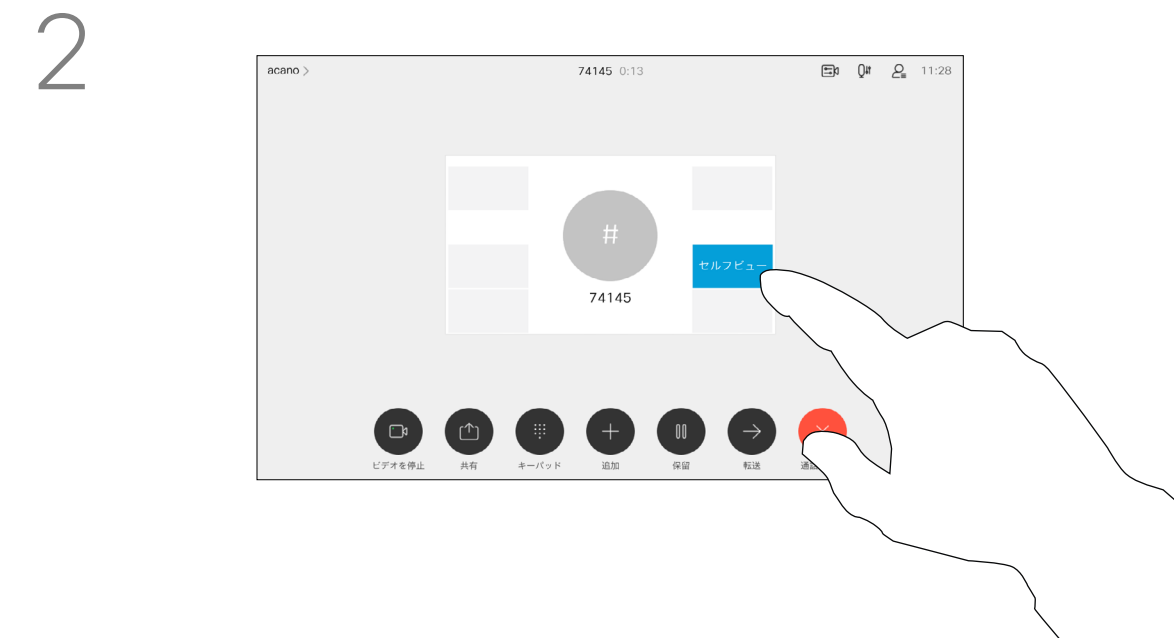 2
acano >
74145 0:13
11:28
#
セルフビュー
74145
ビデオを停止
共有
キーパッド
追加
保留
転送